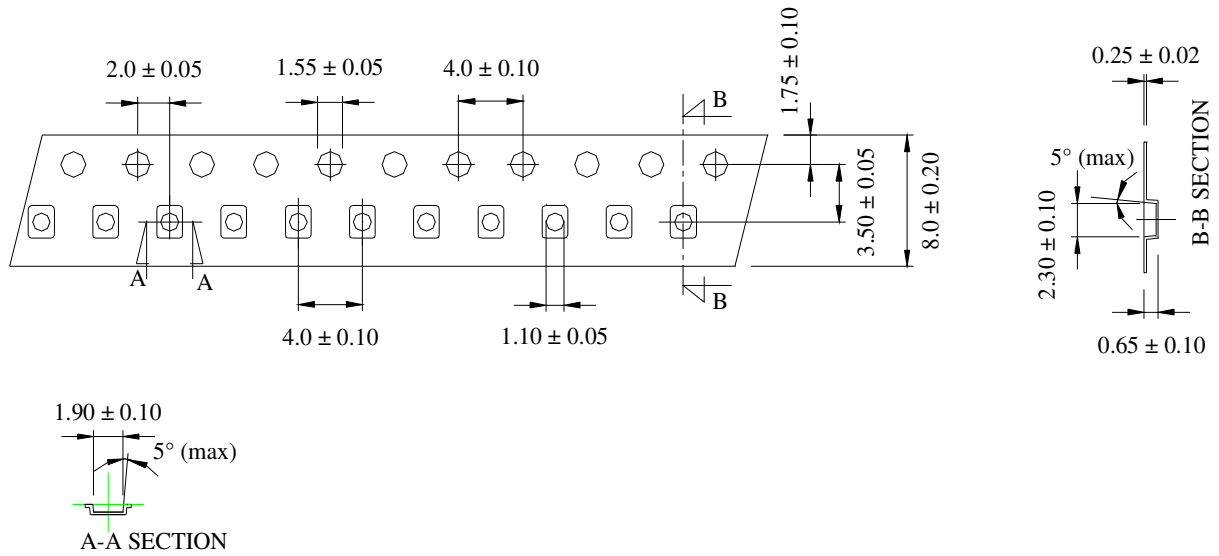 2.0 ± 0.05
1.55 ± 0.05
4.0 ± 0.10
1.75 ± 0.10
B
3.50 ± 0.05
8.0 ± 0.20
A
A
B
4.0 ± 0.10
1.10 ± 0.05
0.25 ± 0.02
5° (max)
2.30 ± 0.10
B-B SECTION
0.65 ± 0.10
1.90 ± 0.10
5° (max)
A-A SECTION